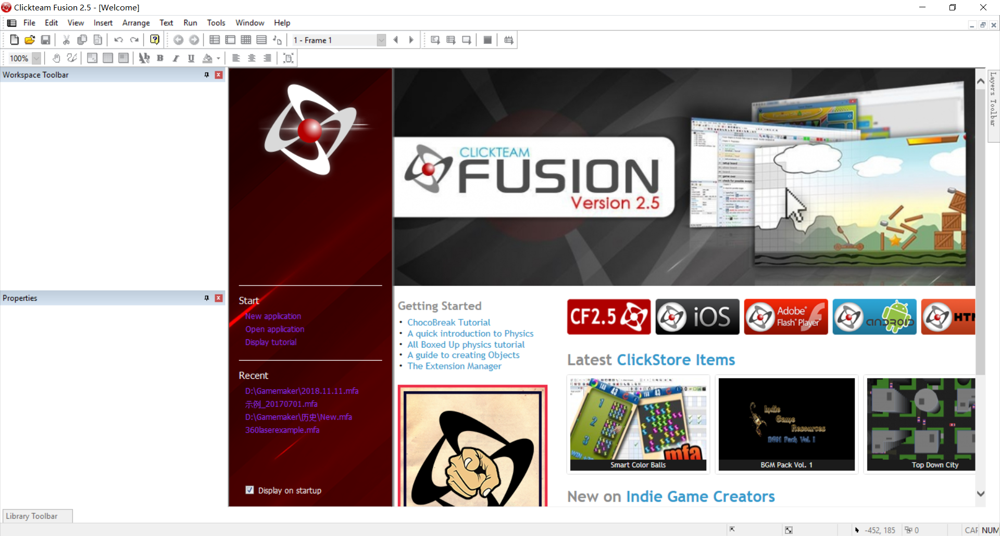 Clickteam Fusion 2.5 - [Welcome]
File Edit View Insert Arrange Text Run Tools Window Help
1 - Frame 1
100%
Workspace Toolbar
Layers Toolbar
CLICKTEAM
FUSION
Version 2.5
Properties
Start
New application
Open application
Display tutorial
Recent
D:\Gamemaker\2018.11.11.mfa
示例_20170701.mfa
D:\Gamemaker\历史\New.mfa
360laserexample.mfa
Display on startup
Getting Started
ChocoBreak Tutorial
A quick introduction to Physics
All Boxed Up physics tutorial
A guide to creating Objects
The Extension Manager
CF2.5
iOS
Adobe®
Flash® Player
ANDROID
HT
Latest ClickStore Items
1
2
3
mfa
Smart Color Balls
Indie
Game
Resources
BGM Pack Vol. 1
BGM Pack Vol. 1
Top Down City
New on Indie Game Creators
Library Toolbar
-452, 185
0
CAP NUM